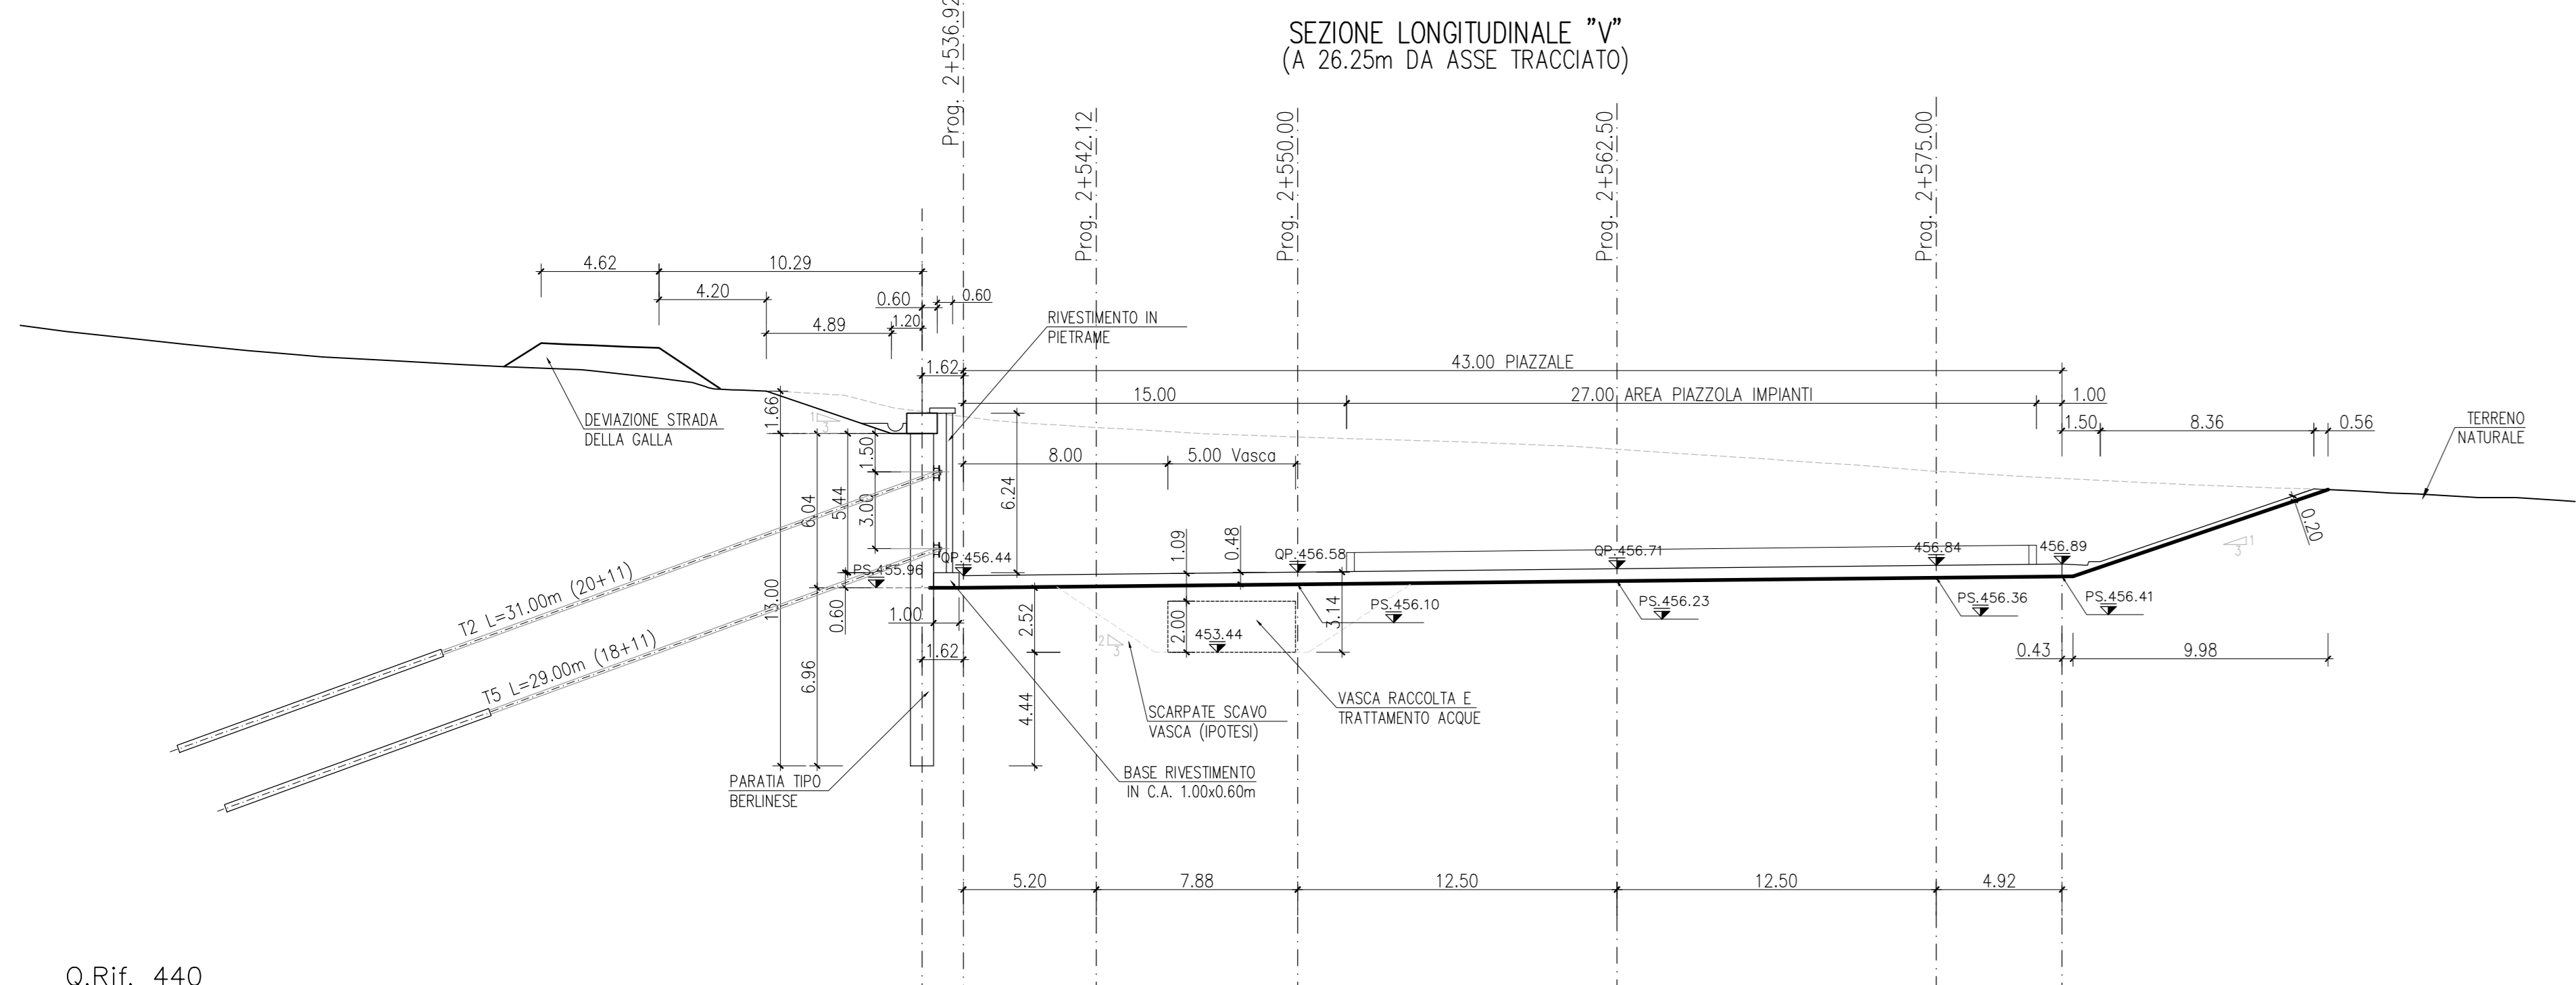 SEZIONE LONGITUDINALE "V"
(A 26.25m DA ASSE TRACCIATO)
Prog. 2+536.92
Prog. 2+542.12
Prog. 2+550.00
Prog. 2+562.50
Prog. 2+575.00
4.62
10.29
4.20
0.60
0.60
4.89
1.20
RIVESTIMENTO IN
PIETRAME
1.62
43.00 PIAZZALE
15.00
27.00 AREA PIAZZOLA IMPIANTI
1.00
1.66
1
3
DEVIAZIONE STRADA
DELLA GALLA
1.50
8.36
0.56
TERRENO
NATURALE
1.50
8.00
5.00 Vasca
6.04
5.44
3.00
6.24
0.20
1
3
1.09
0.48
QP.456.44
QP.456.58
QP.456.71
456.84
456.89
PS.455.96
T2 L=31.00m (20+11)
13.00
0.60
1.00
2.52
2.00
453.44
3.14
PS.456.10
PS.456.23
PS.456.36
PS.456.41
2
3
T5 L=29.00m (18+11)
1.62
0.43
9.98
6.96
4.44
SCARPATE SCAVO
VASCA (IPOTESI)
VASCA RACCOLTA E
TRATTAMENTO ACQUE
PARATIA TIPO
BERLINESE
BASE RIVESTIMENTO
IN C.A. 1.00x0.60m
5.20
7.88
12.50
12.50
4.92
Q.Rif. 440